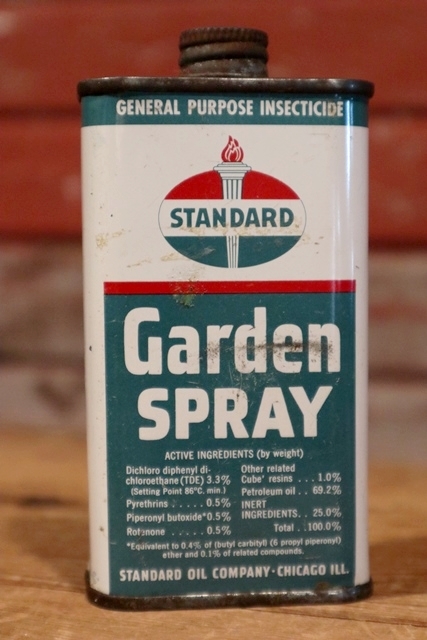 GENERAL PURPOSE INSECTICIDE
STANDARD
Garden
SPRAY
ACTIVE INGREDIENTS (by weight)
Dichloro diphenyl di-
chloroethane (TDE) 3.3%
(Setting Point 86°C. min.)
Pyrethrins . . . . . 0.5%
Piperonyl butoxide* 0.5%
Rotenone . . . . . 0.5%
Other related
Cube' resins . . . 1.0%
Petroleum oil . . 69.2%
INERT
INGREDIENTS. . 25.0%
Total . . 100.0%
*Equivalent to 0.4% of (butyl carbityl) (6 propyl piperonyl)
ether and 0.1% of related compounds.
STANDARD OIL COMPANY · CHICAGO ILL.